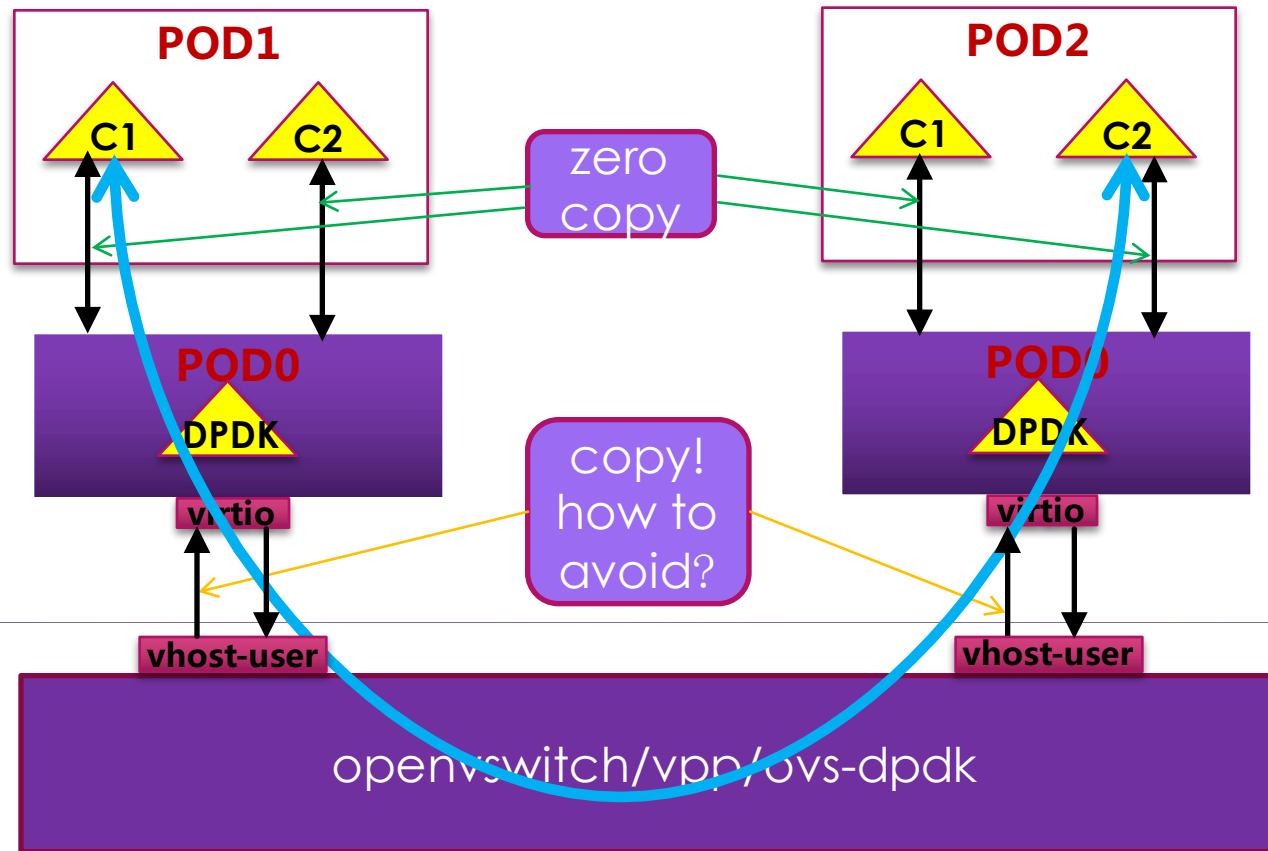 POD1
POD2
C1
C2
C1
C2
zero
copy
POD0
POD0
DPDK
DPDK
copy!
how to
avoid?
virtio
virtio
vhost-user
vhost-user
openvswitch/vpp/ovs-dpdk